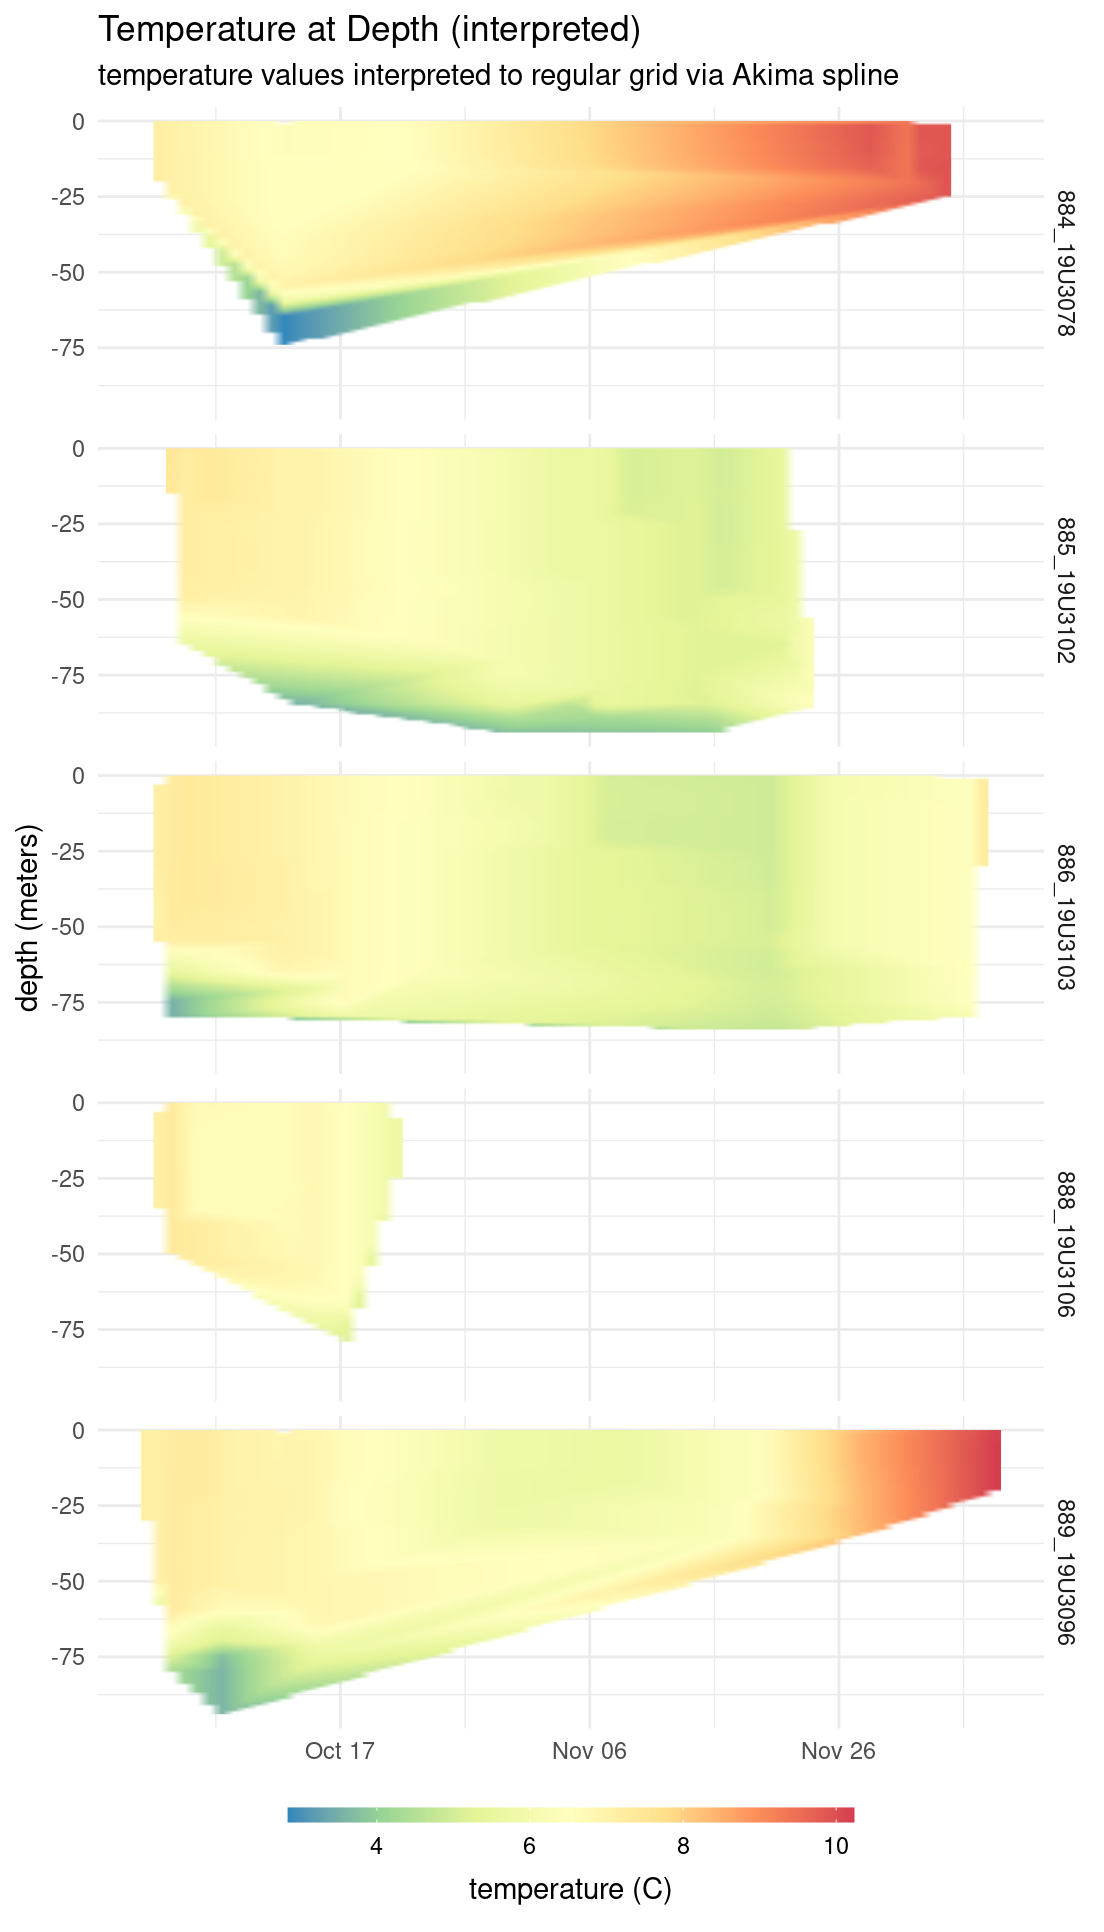 Temperature at Depth (interpreted)
temperature values interpreted to regular grid via Akima spline
0
-25
-50
-75
884_19U3078
0
-25
-50
-75
885_19U3102
0
-25
-50
-75
886_19U3103
depth (meters)
0
-25
-50
-75
888_19U3106
0
-25
-50
-75
889_19U3096
Oct 17 Nov 06 Nov 26
4 6 8 10
temperature (C)